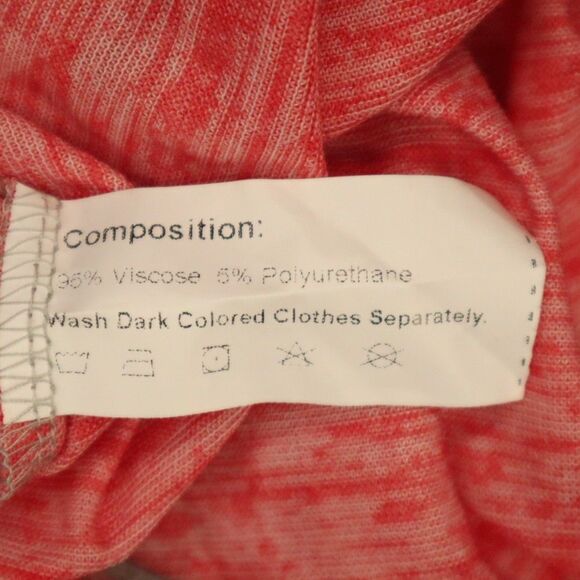 Composition:
95% Viscose 5% Polyurethane
Wash Dark Colored Clothes Separately.